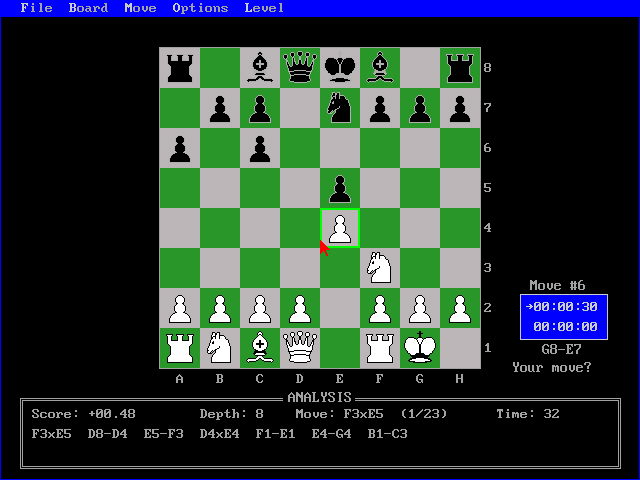 File Board Move Options Level
8
7
6
5
4
3
2
1
A B C D E F G H
Move #6
→00:00:30
00:00:00
G8-E7
Your move?
ANALYSIS
Score: +00.48 Depth: 8 Move: F3xE5 (1/23) Time: 32
F3xE5 D8-D4 E5-F3 D4xE4 F1-E1 E4-G4 B1-C3